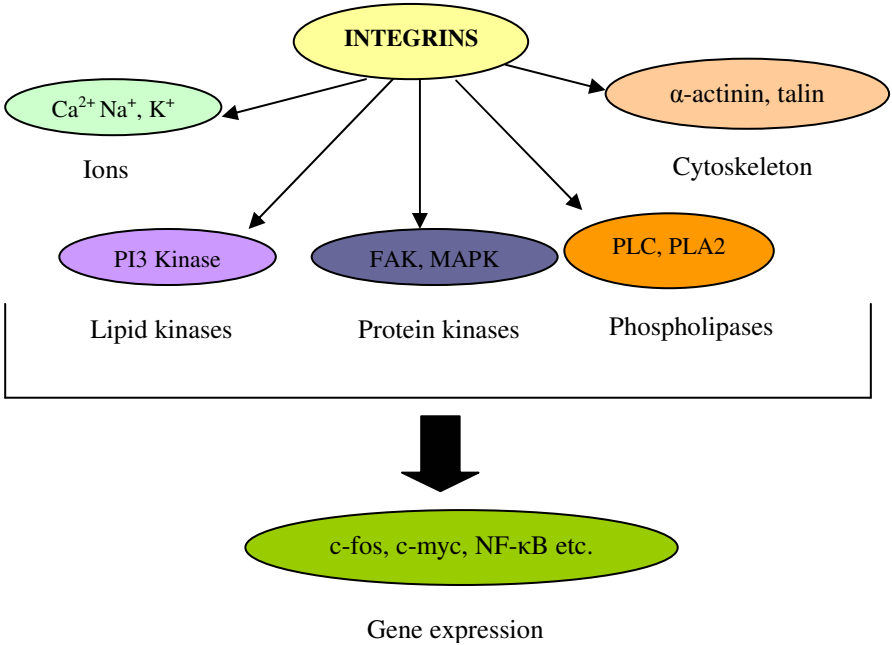 INTEGRINS
Ca²⁺ Na⁺, K⁺
α-actinin, talin
Ions
Cytoskeleton
PI3 Kinase
FAK, MAPK
PLC, PLA2
Lipid kinases
Protein kinases
Phospholipases
c-fos, c-myc, NF-κB etc.
Gene expression